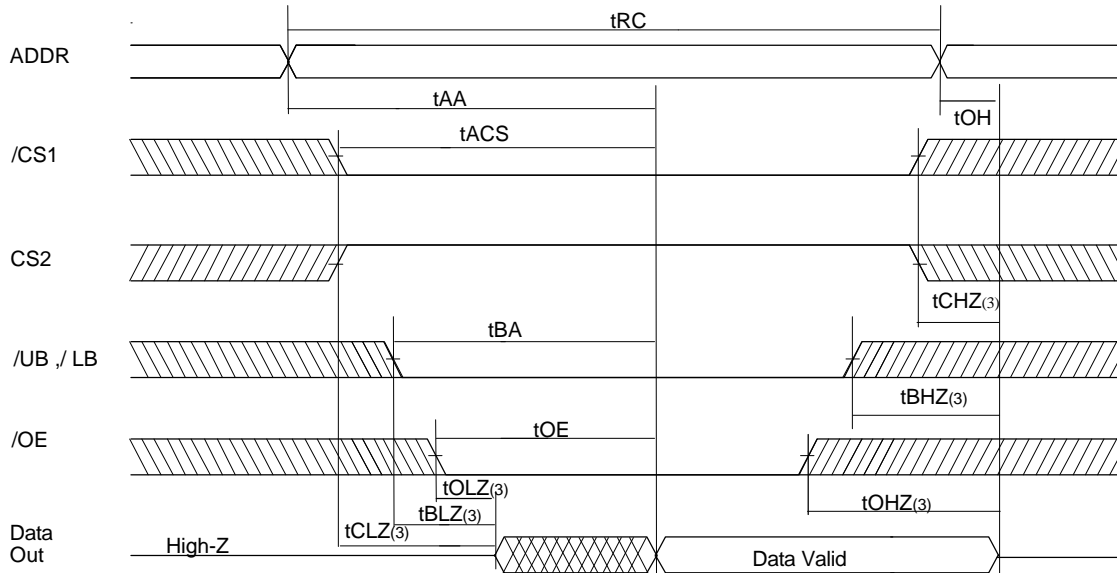 tRC
ADDR
tAA
tOH
tACS
/CS1
CS2
tCHZ(3)
tBA
/UB ,/ LB
tBHZ(3)
/OE
tOE
tOLZ(3)
tOHZ(3)
tBLZ(3)
tCLZ(3)
Data
Out
High-Z
Data Valid